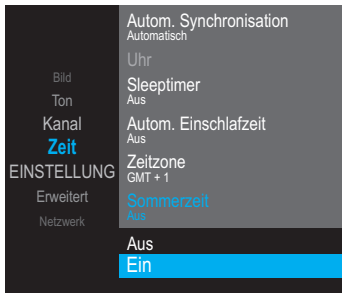 Bild
Ton
Kanal
Zeit
EINSTELLUNG
Erweitert
Netzwerk
Autom. Synchronisation
Automatisch
Uhr
Sleeptimer
Aus
Autom. Einschlafzeit
Aus
Zeitzone
GMT + 1
Sommerzeit
Aus
Aus
Ein